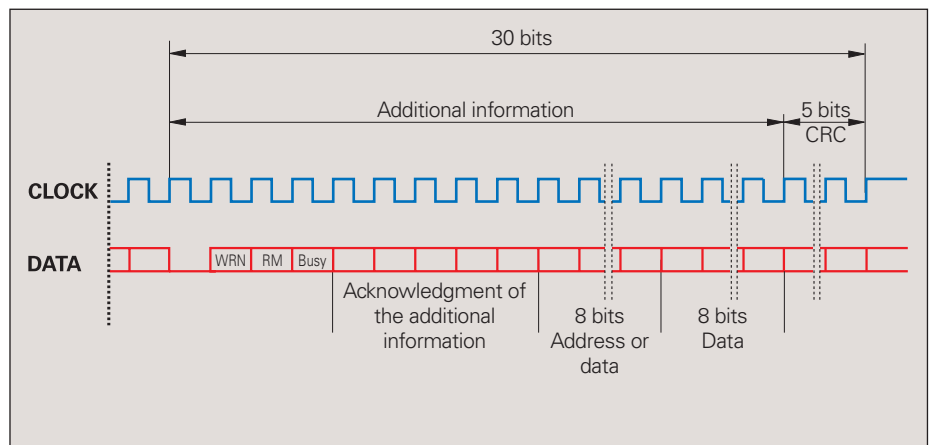 30 bits
Additional information
5 bits
CRC
CLOCK
DATA
WRN RM Busy
Acknowledgment of
the additional
information
8 bits
Address or
data
8 bits
Data